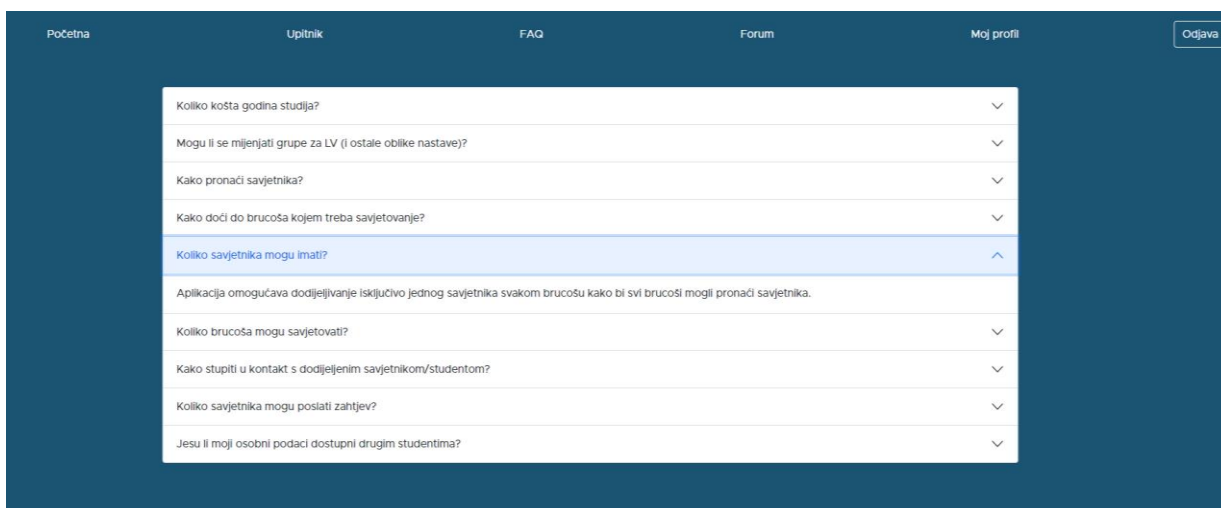 Početna Upitnik FAQ Forum Moj profil Odjava
Koliko košta godina studija?
Mogu li se mijenjati grupe za LV (i ostale oblike nastave)?
Kako pronaći savjetnika?
Kako doći do brucoša kojem treba savjetovanje?
Koliko savjetnika mogu imati?
Aplikacija omogućava dodijeljivanje isključivo jednog savjetnika svakom brucošu kako bi svi brucoši mogli pronaći savjetnika.
Koliko brucoša mogu savjetovati?
Kako stupiti u kontakt s dodijeljenim savjetnikom/studentom?
Koliko savjetnika mogu poslati zahtjev?
Jesu li moji osobni podaci dostupni drugim studentima?